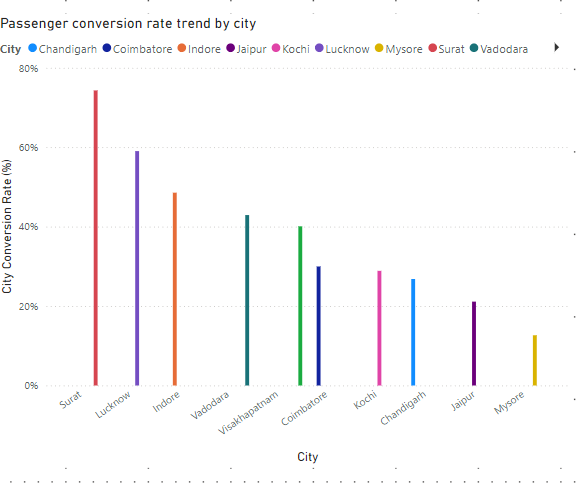 Passenger conversion rate trend by city
City Chandigarh Coimbatore Indore Jaipur Kochi Lucknow Mysore Surat Vadodara
80%
60%
40%
20%
0%
City Conversion Rate (%)
Surat Lucknow Indore Vadodara Visakhapatnam Coimbatore Kochi Chandigarh Jaipur Mysore
City